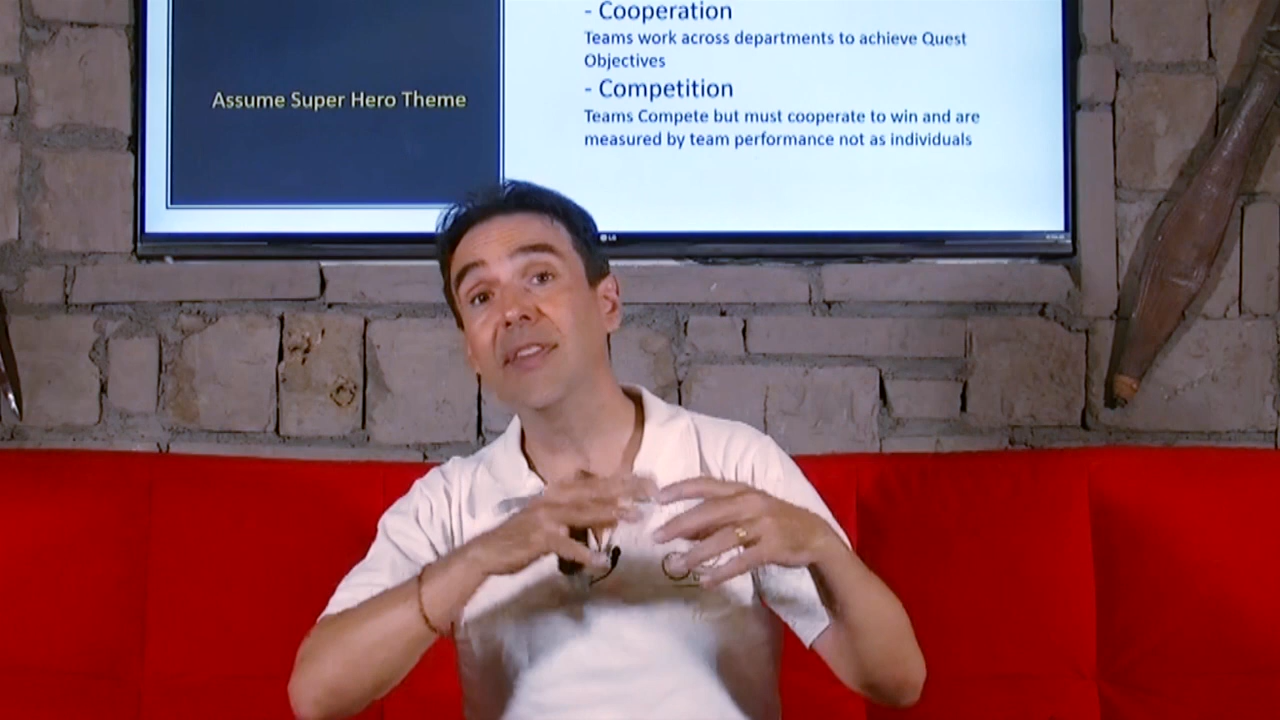 - Cooperation
Teams work across departments to achieve Quest
Objectives
Assume Super Hero Theme
- Competition
Teams Compete but must cooperate to win and are
measured by team performance not as individuals
LG